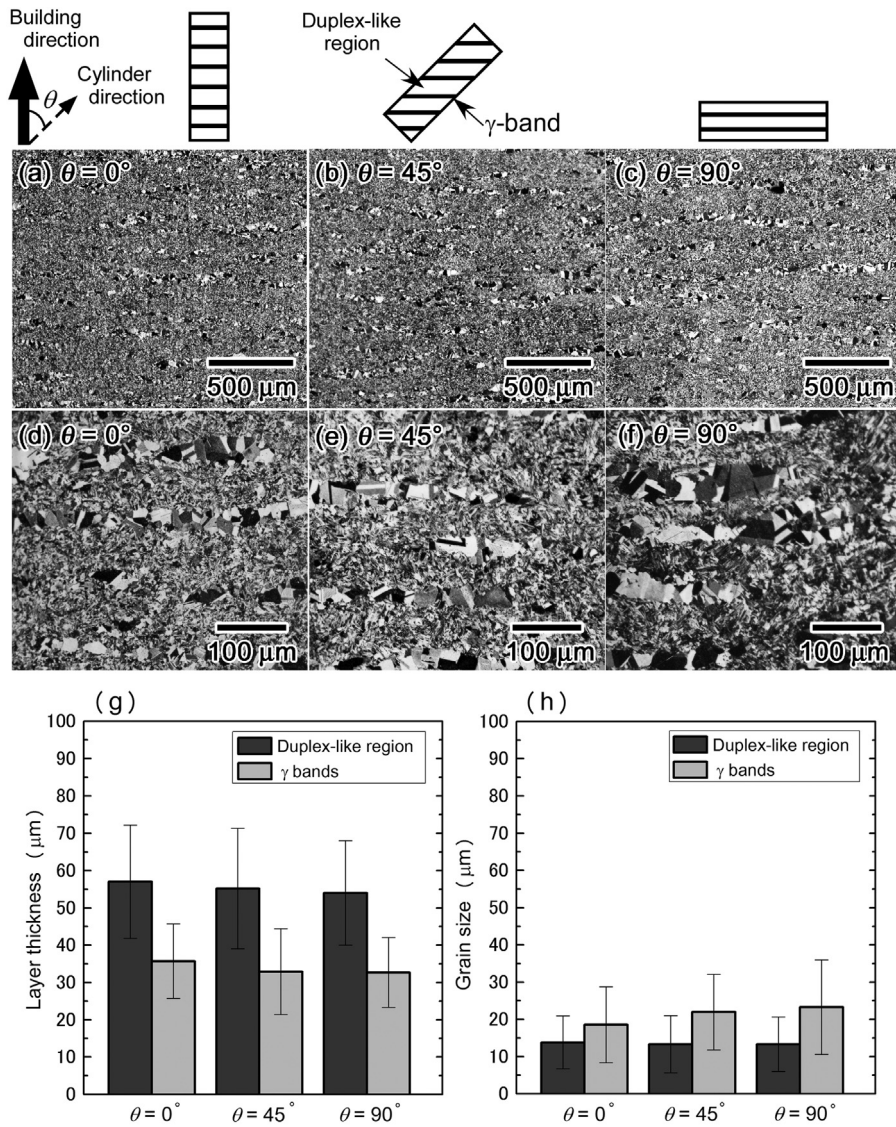 Building
direction
Cylinder
direction
θ
Duplex-like
region
γ-band
(a) θ = 0°
(b) θ = 45°
(c) θ = 90°
500 μm
500 μm
500 μm
(d) θ = 0°
(e) θ = 45°
(f) θ = 90°
100 μm
100 μm
100 μm
(g)
100
90
80
70
60
50
40
30
20
10
0
Layer thickness (μm)
Duplex-like region
γ bands
θ = 0°
θ = 45°
θ = 90°
(h)
100
90
80
70
60
50
40
30
20
10
0
Grain size (μm)
Duplex-like region
γ bands
θ = 0°
θ = 45°
θ = 90°